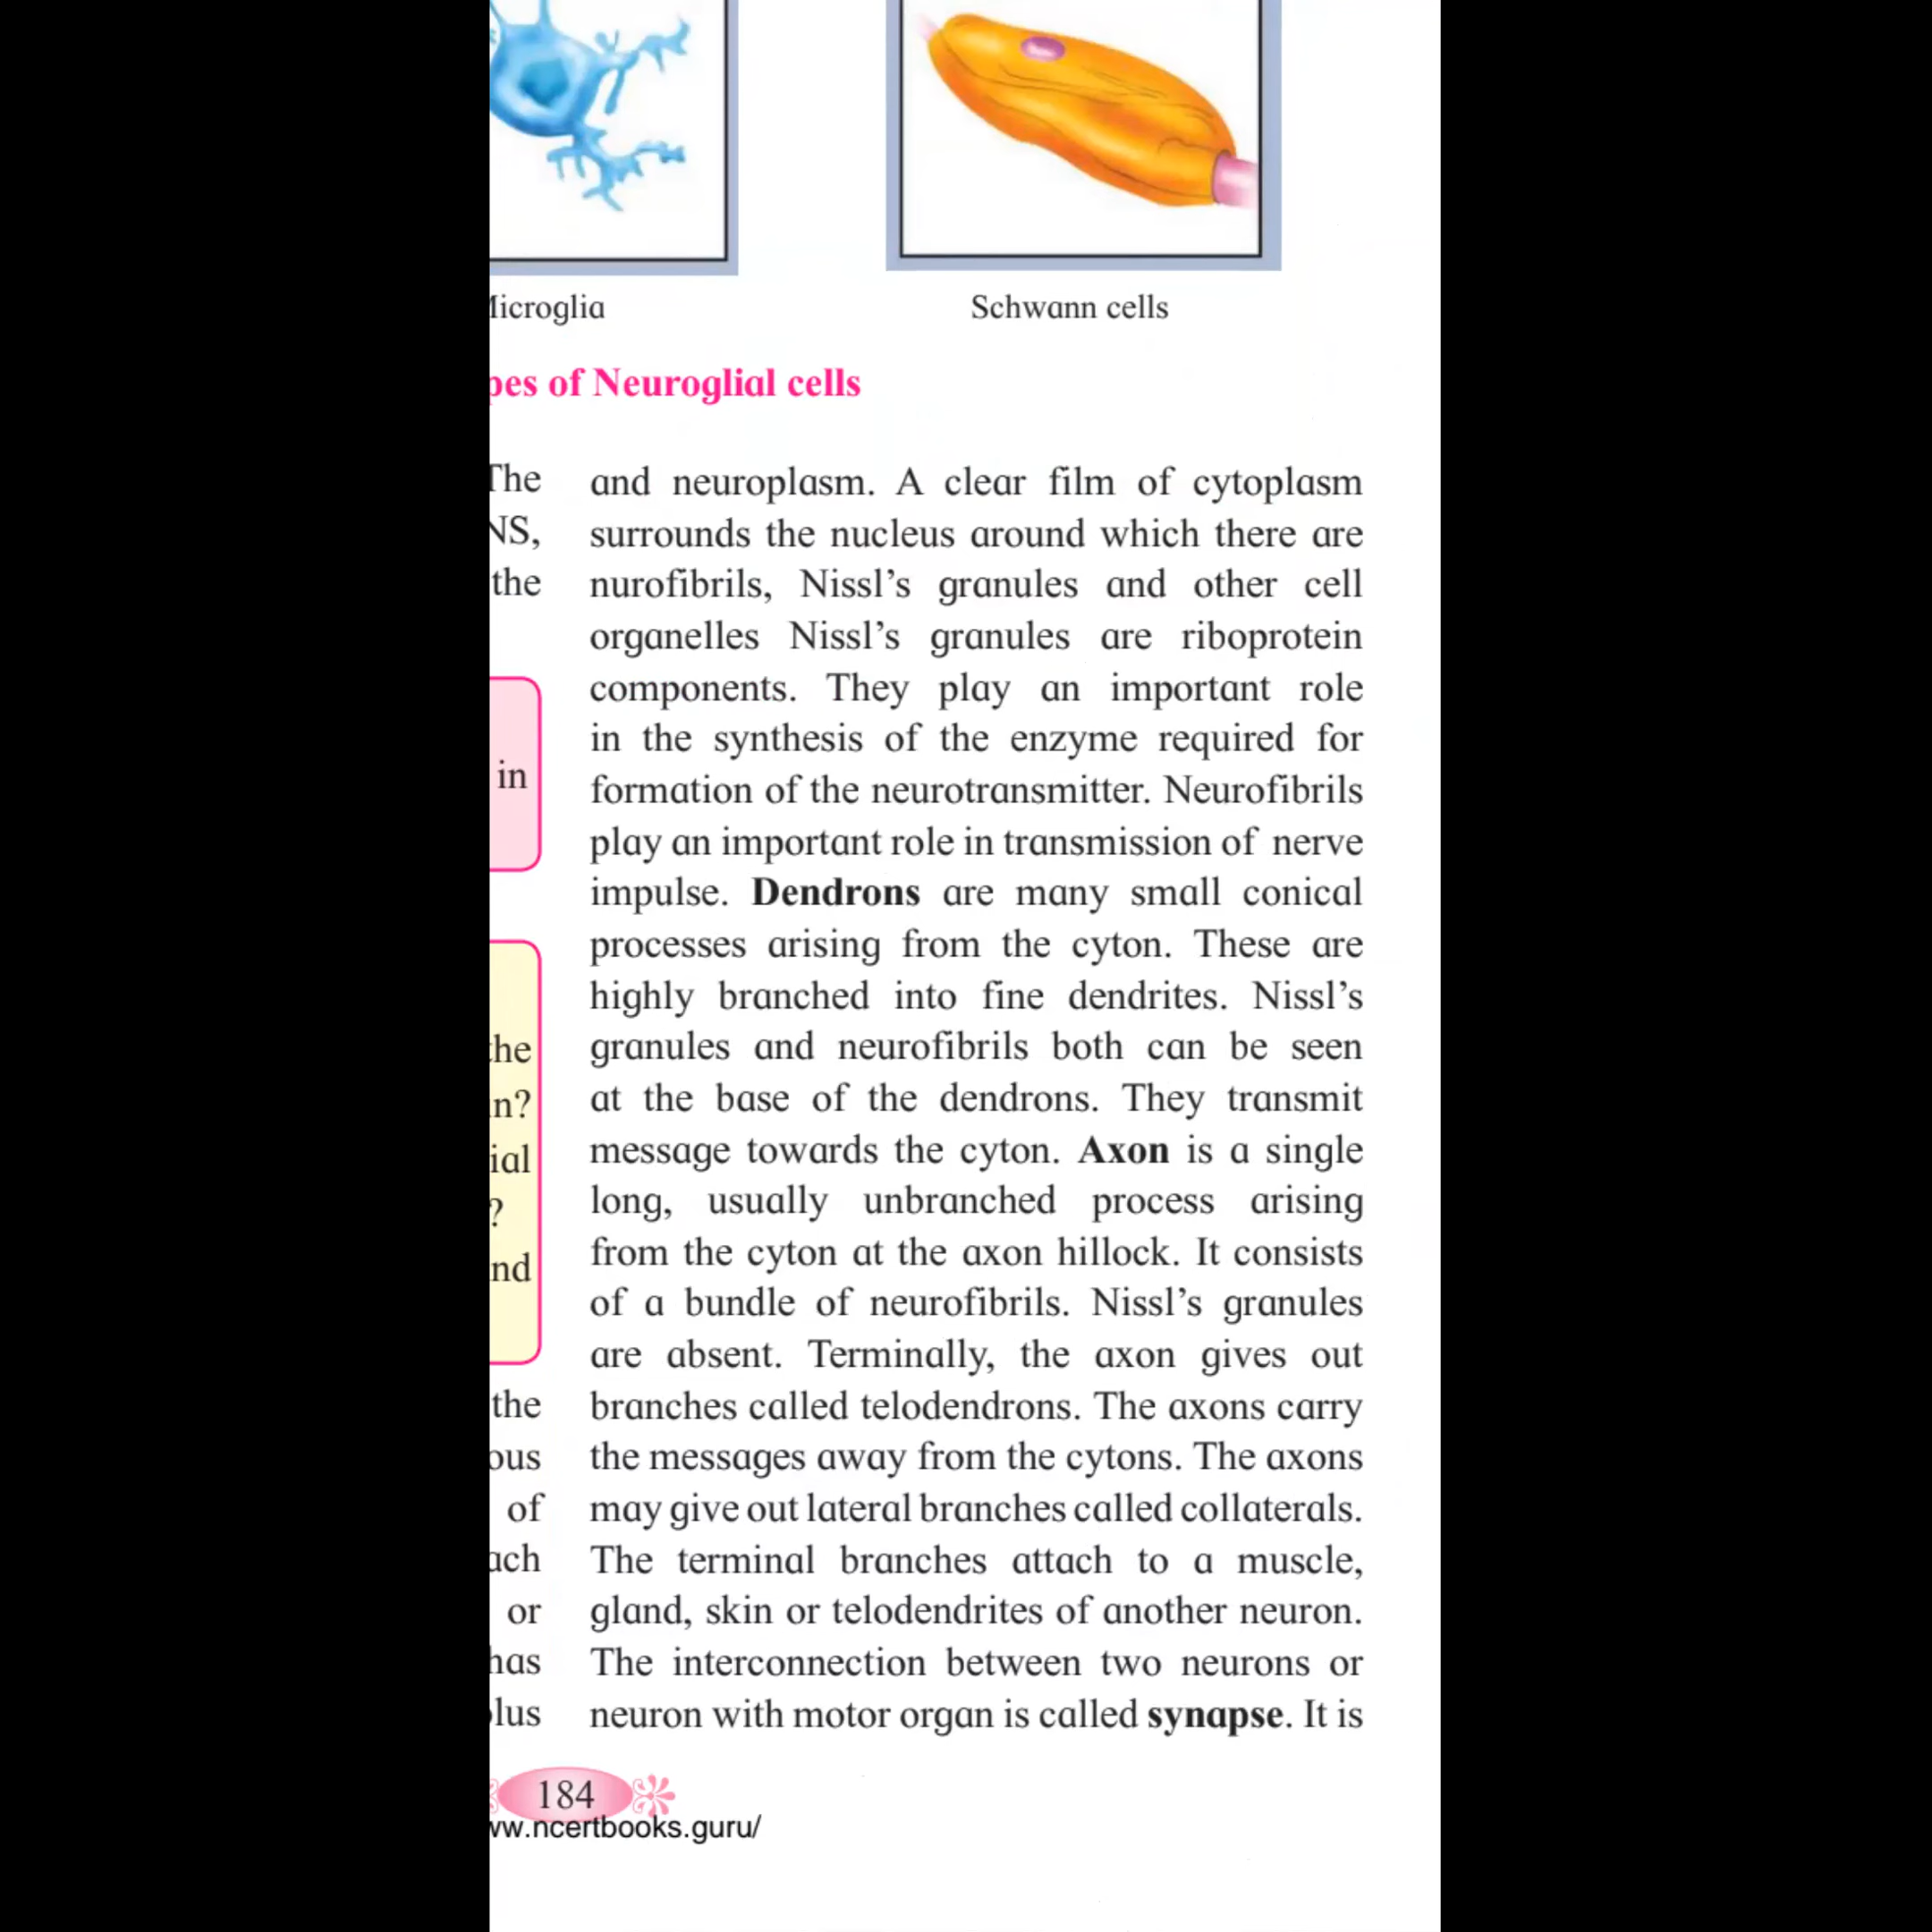 Schwann cells
of Neuroglial cells
The
the
in
the
nd
the
of
or
has
and neuroplasm. A clear film of cytoplasm
surrounds the nucleus around which there are
nurofibrils, Nissl’s granules and other cell
organelles Nissl’s granules are riboprotein
components. They play an important role
in the synthesis of the enzyme required for
formation of the neurotransmitter. Neurofibrils
play an important role in transmission of nerve
impulse. Dendrons are many small conical
processes arising from the cyton. These are
highly branched into fine dendrites. Nissl’s
granules and neurofibrils both can be seen
at the base of the dendrons. They transmit
message towards the cyton. Axon is a single
long, usually unbranched process arising
from the cyton at the axon hillock. It consists
of a bundle of neurofibrils. Nissl’s granules
are absent. Terminally, the axon gives out
branches called telodendrons. The axons carry
the messages away from the cytons. The axons
may give out lateral branches called collaterals.
The terminal branches attach to a muscle,
gland, skin or telodendrites of another neuron.
The interconnection between two neurons or
neuron with motor organ is called synapse. It is
184
w.ncertbooks.guru/